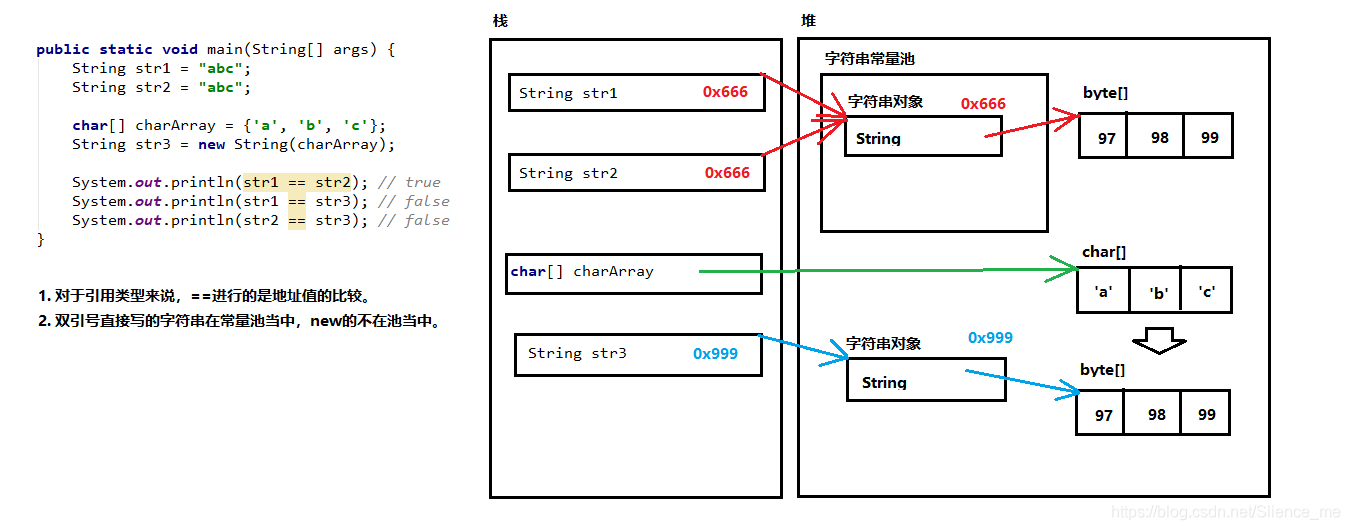 public static void main(String[] args) {
String str1 = "abc";
String str2 = "abc";
char[] charArray = {'a', 'b', 'c'};
String str3 = new String(charArray);
System.out.println(str1 == str2); // true
System.out.println(str1 == str3); // false
System.out.println(str2 == str3); // false
}
1. 对于引用类型来说，==进行的是地址值的比较。
2. 双引号直接写的字符串在常量池当中，new的不在池当中。
栈
String str1 0x666
String str2 0x666
char[] charArray
String str3 0x999
堆
字符串常量池
字符串对象 0x666
String
byte[]
97 98 99
char[]
'a' 'b' 'c'
字符串对象 0x999
String
byte[]
97 98 99
https://blog.csdn.net/Slience_me